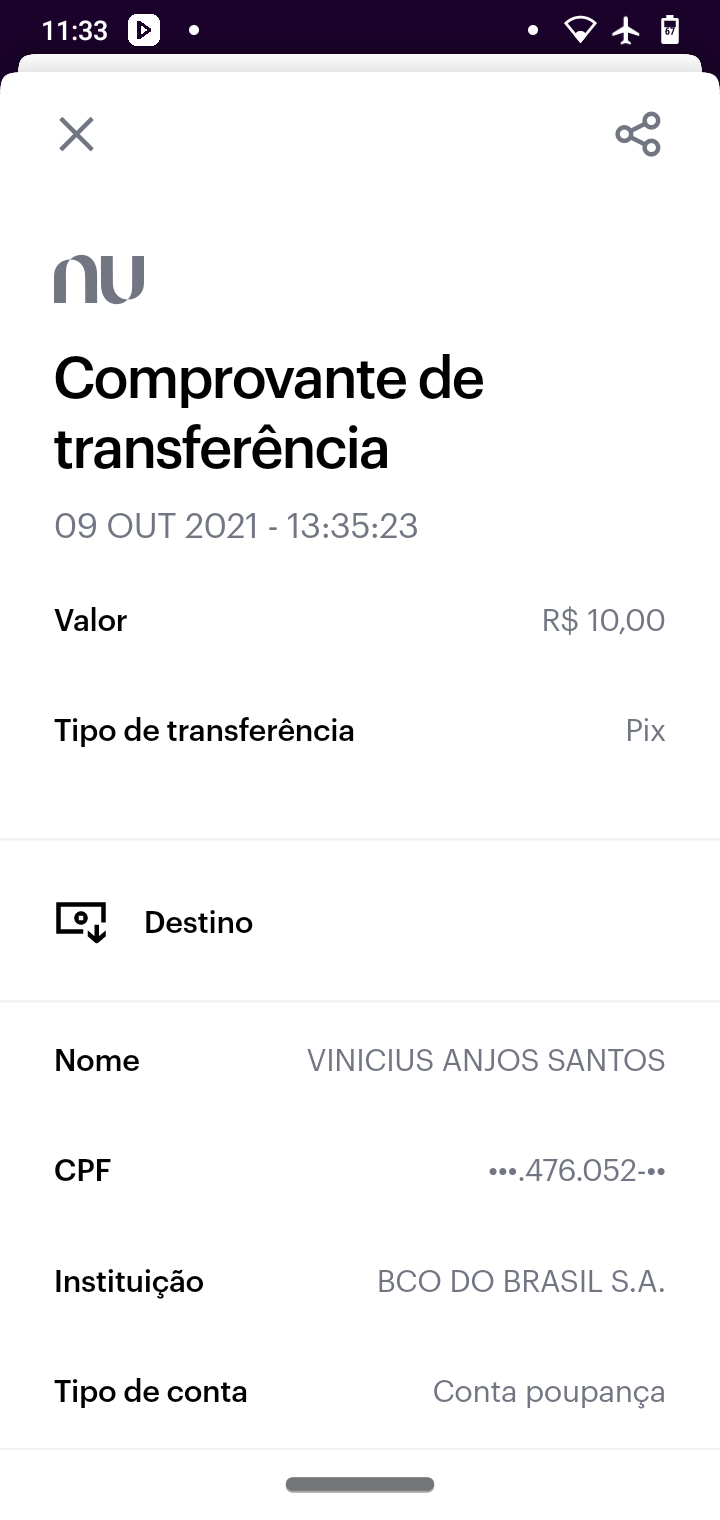 11:33
67
nu
Comprovante de
transferência
09 OUT 2021 - 13:35:23
Valor R$ 10,00
Tipo de transferência Pix
Destino
Nome VINICIUS ANJOS SANTOS
CPF •••.476.052-••
Instituição BCO DO BRASIL S.A.
Tipo de conta Conta poupança